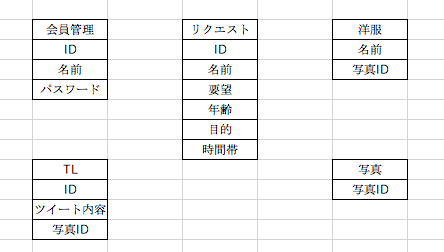 会員管理
ID
名前
パスワード
リクエスト
ID
名前
要望
年齢
目的
時間帯
洋服
名前
写真ID
TL
ID
ツイート内容
写真ID
写真
写真ID